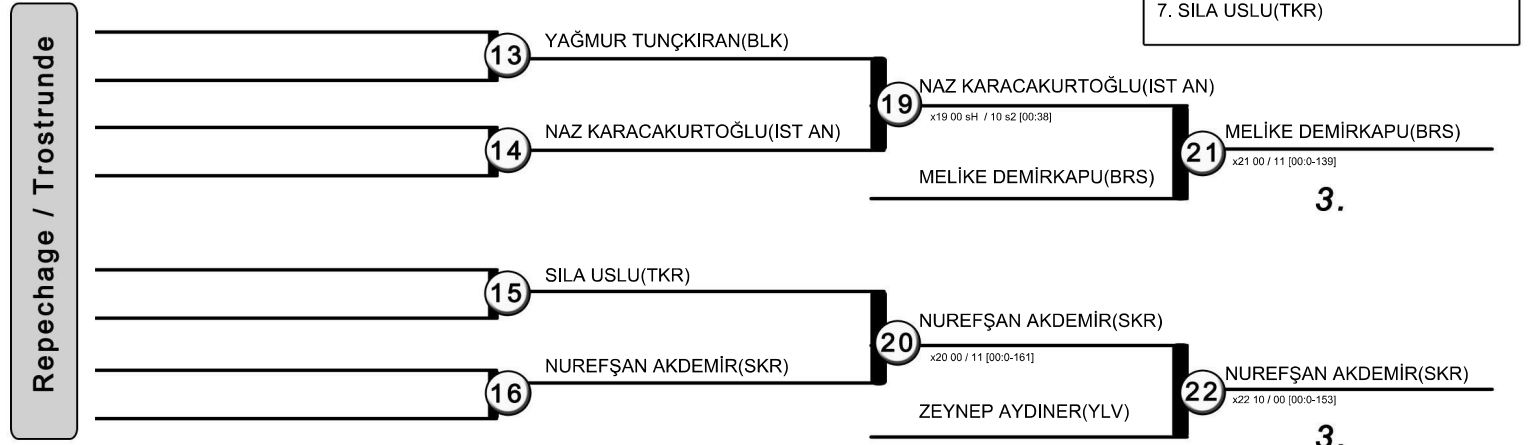 7. SILA USLU(TKR)
Repechage / Trostrunde
13
YAĞMUR TUNÇKIRAN(BLK)
19
NAZ KARACAKURTOĞLU(IST AN)
x19 00 sH / 10 s2 [00:38]
14
NAZ KARACAKURTOĞLU(IST AN)
21
MELİKE DEMİRKAPU(BRS)
x21 00 / 11 [00:0-139]
MELİKE DEMİRKAPU(BRS)
3.
15
SILA USLU(TKR)
20
NUREFŞAN AKDEMİR(SKR)
x20 00 / 11 [00:0-161]
16
NUREFŞAN AKDEMİR(SKR)
22
NUREFŞAN AKDEMİR(SKR)
x22 10 / 00 [00:0-153]
ZEYNEP AYDINER(YLV)
3.